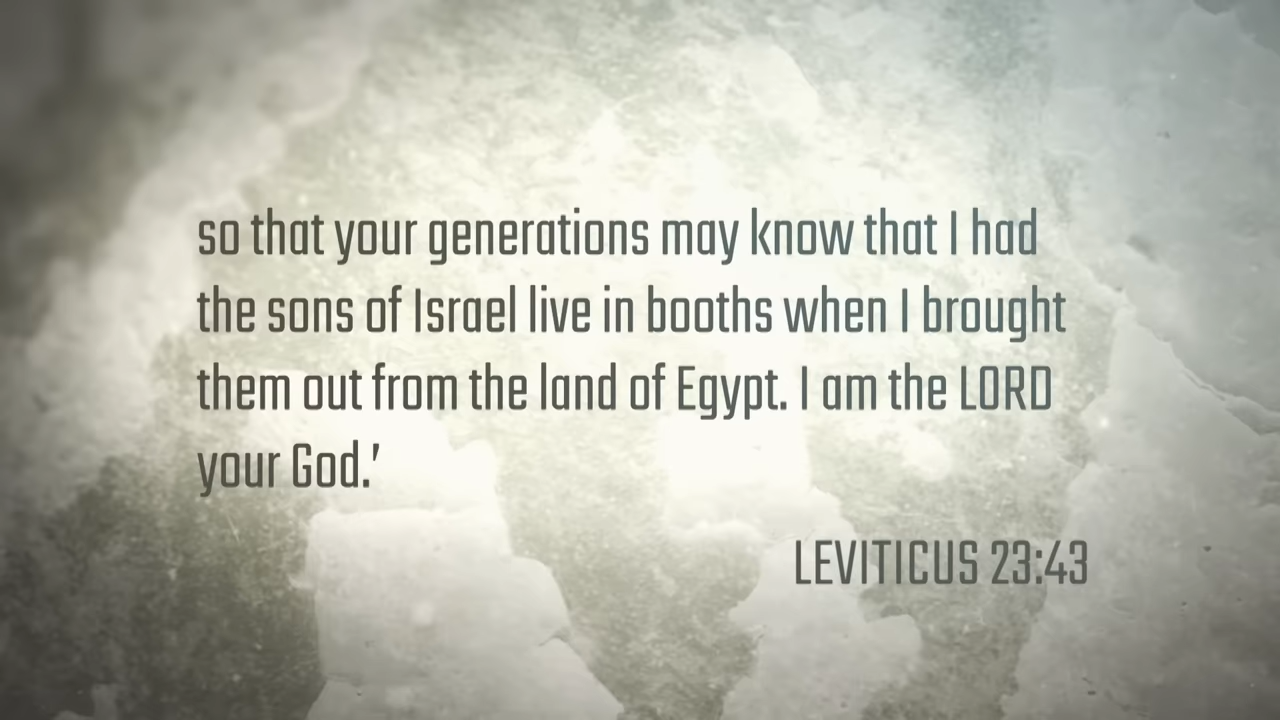 so that your generations may know that I had
the sons of Israel live in booths when I brought
them out from the land of Egypt. I am the LORD
your God.’
LEVITICUS 23:43